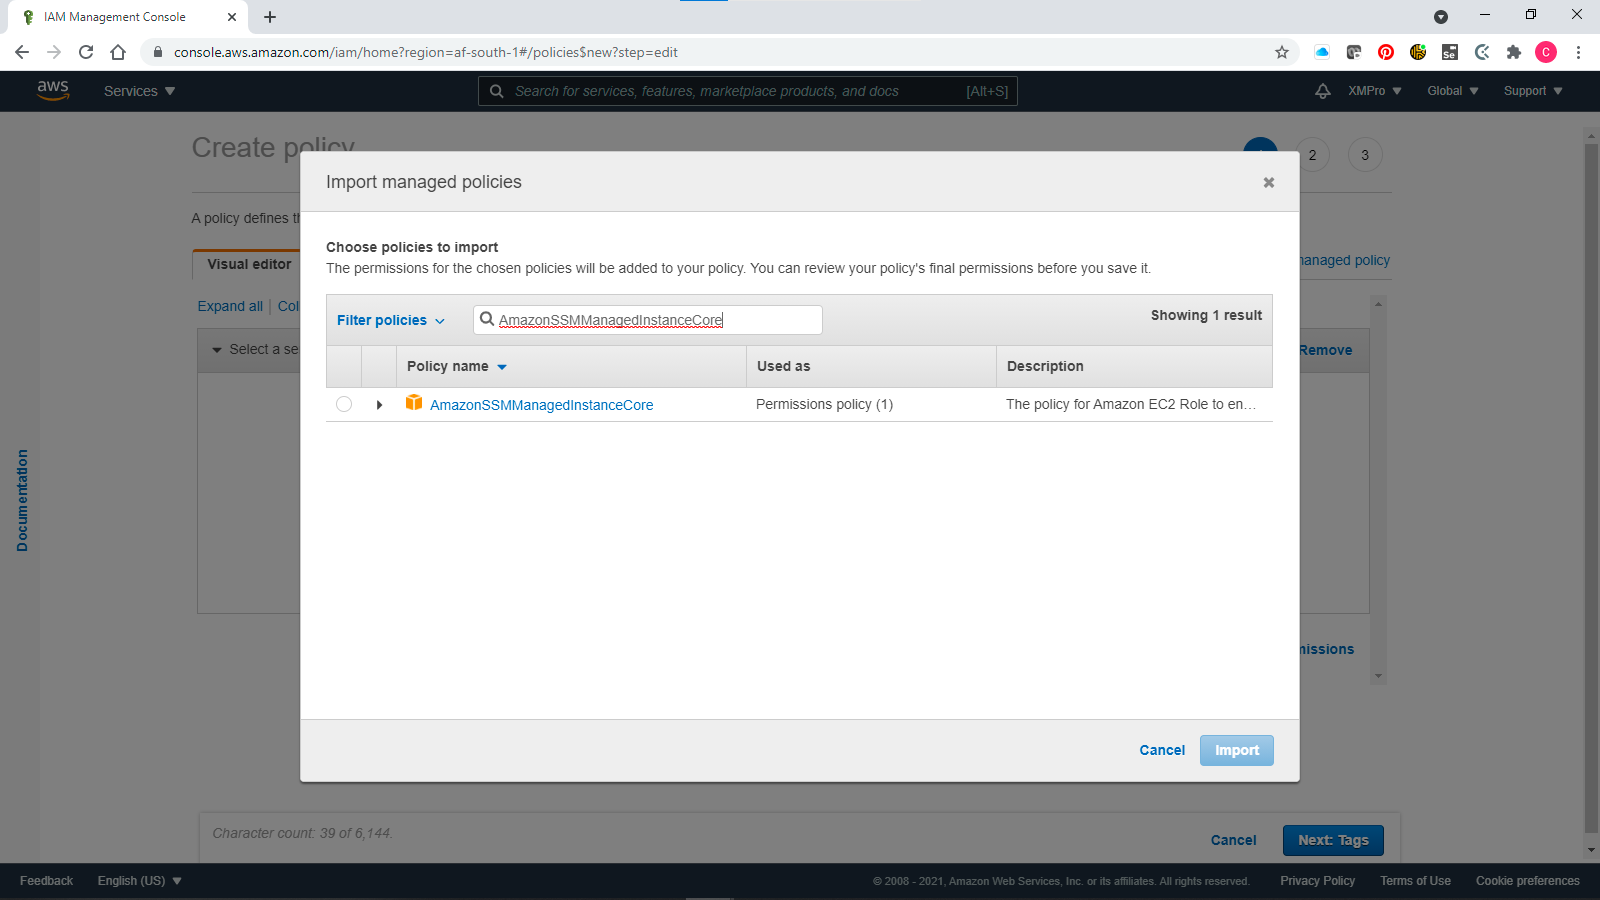 IAM Management Console
console.aws.amazon.com/iam/home?region=af-south-1#/policies$new?step=edit
Se
C
aws
Services
Search for services, features, marketplace products, and docs
[Alt+S]
XMPro
Global
Support
Create policy
2
3
Import managed policies
A policy defines t
Choose policies to import
The permissions for the chosen policies will be added to your policy. You can review your policy's final permissions before you save it.
Visual editor
anaged policy
Expand all
Col
Filter policies
AmazonSSMManagedInstanceCore
Showing 1 result
Select a se
Remove
Policy name
Used as
Description
AmazonSSMManagedInstanceCore
Permissions policy (1)
The policy for Amazon EC2 Role to en...
Documentation
missions
Cancel
Import
Character count: 39 of 6,144.
Cancel
Next: Tags
Feedback
English (US)
© 2008 - 2021, Amazon Web Services, Inc. or its affiliates. All rights reserved.
Privacy Policy
Terms of Use
Cookie preferences